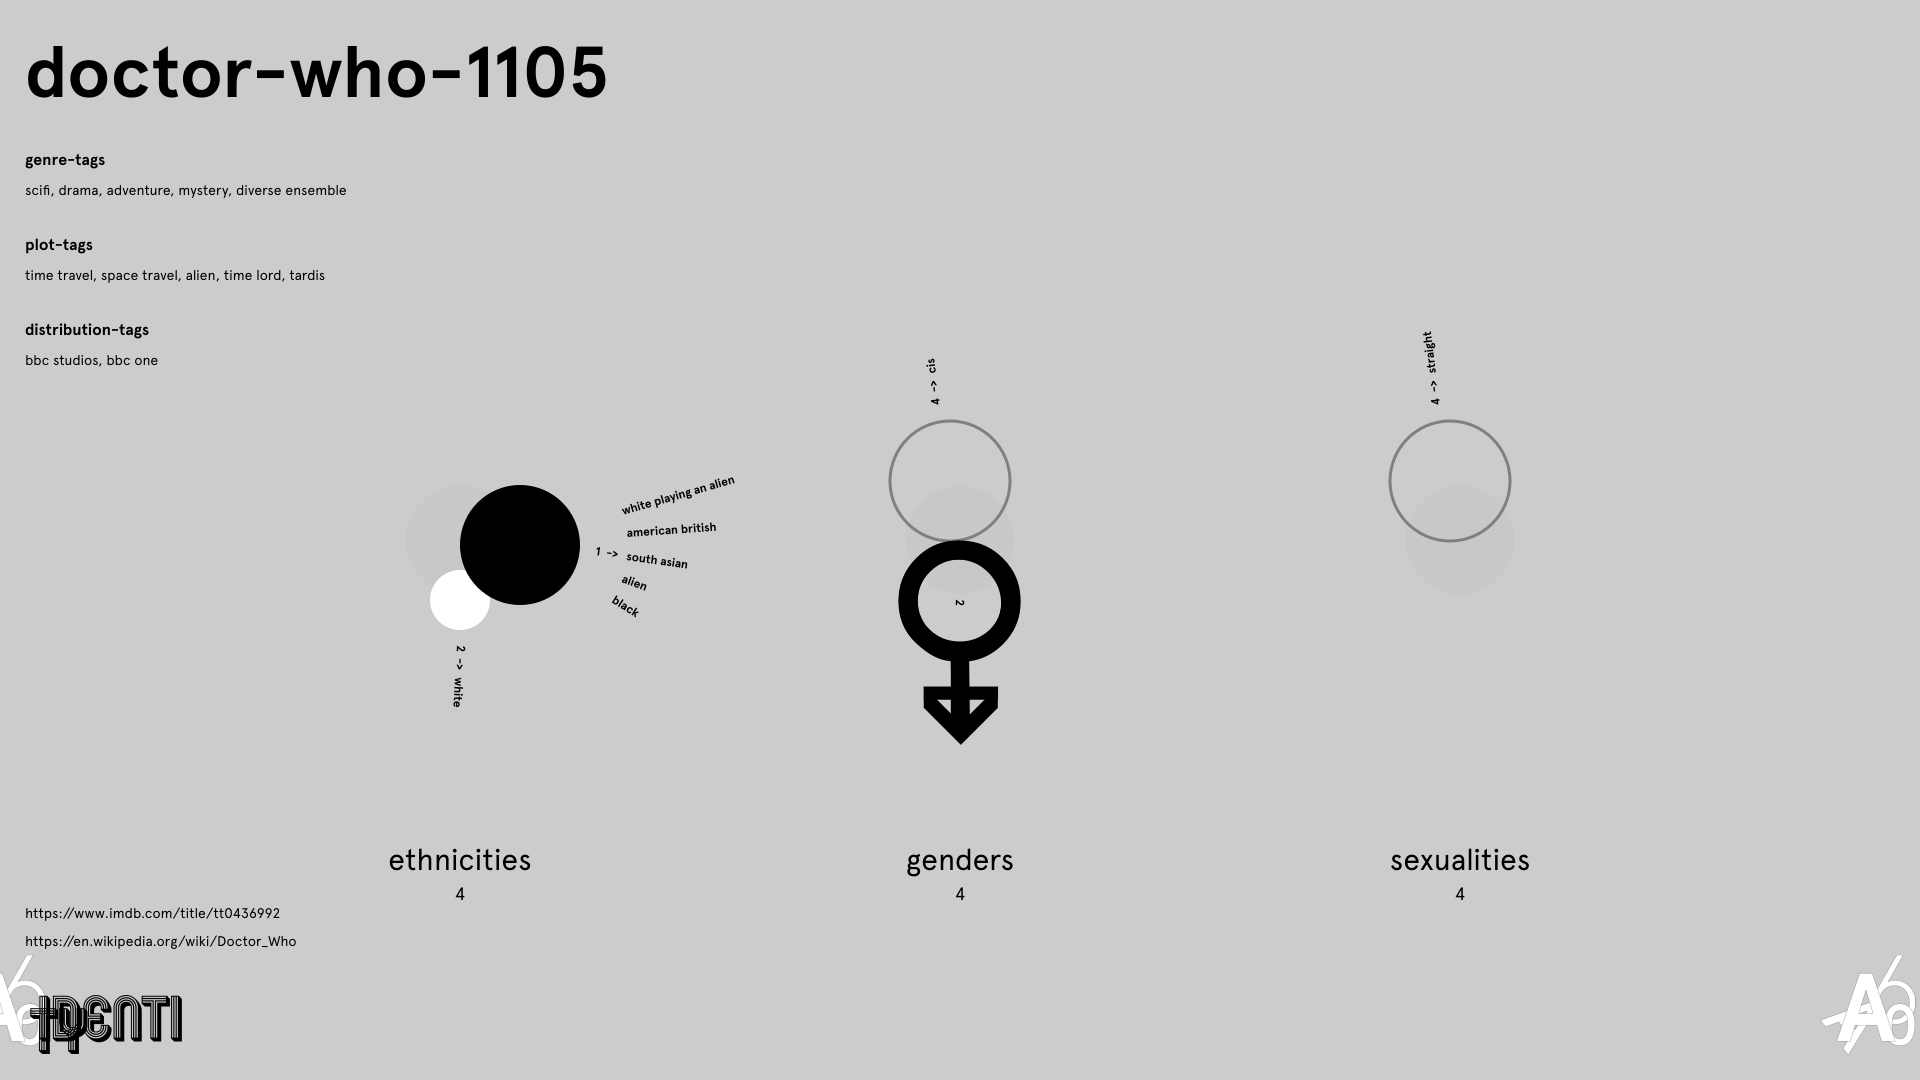 doctor-who-1105
genre-tags
scifi, drama, adventure, mystery, diverse ensemble
plot-tags
time travel, space travel, alien, time lord, tardis
distribution-tags
bbc studios, bbc one
white playing an alien
american british
1 -> south asian
alien
black
2 -> white
4 -> cis
2
4 -> straight
ethnicities
4
genders
4
sexualities
4
https://www.imdb.com/title/tt0436992
https://en.wikipedia.org/wiki/Doctor_Who
IDENTI